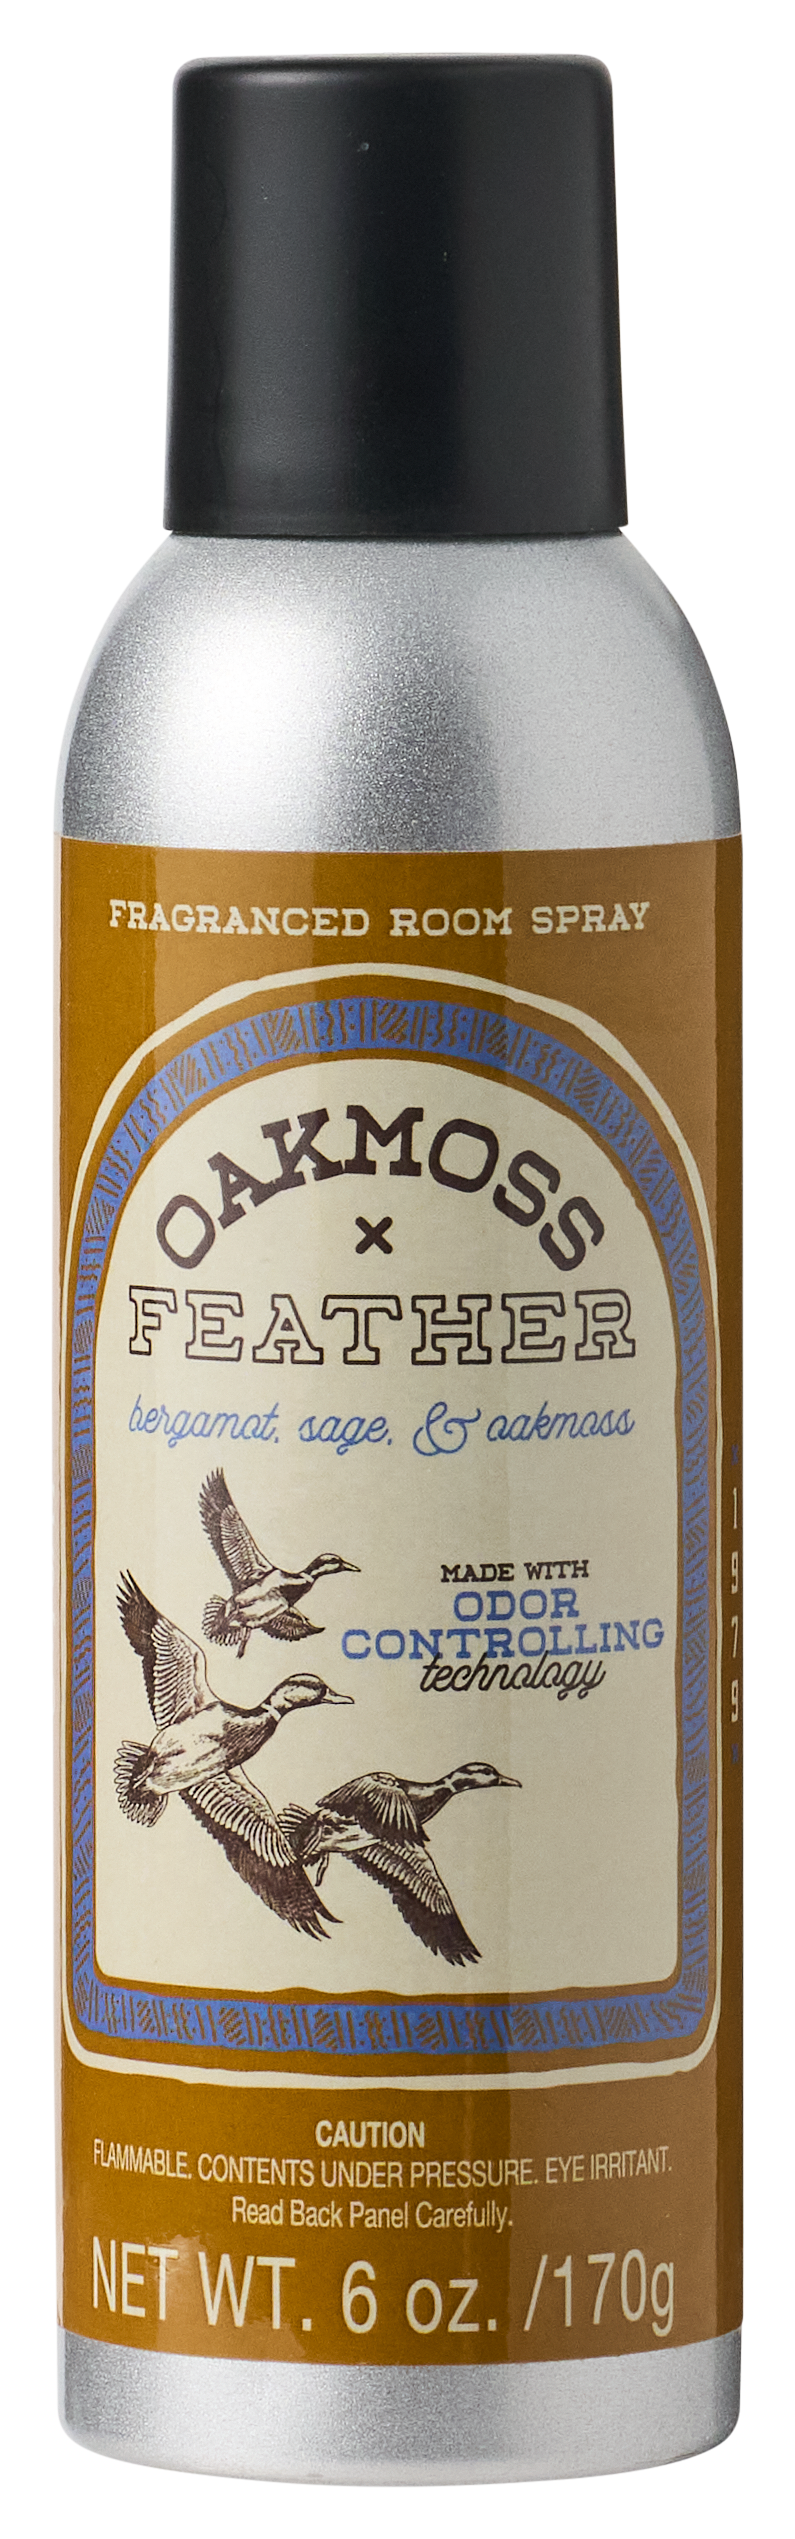 FRAGRANCED ROOM SPRAY
OAKMOSS
×
FEATHER
bergamot, sage, & oakmoss
MADE WITH
ODOR
CONTROLLING
technology
1979
CAUTION
FLAMMABLE. CONTENTS UNDER PRESSURE. EYE IRRITANT.
Read Back Panel Carefully.
NET WT. 6 oz. /170g